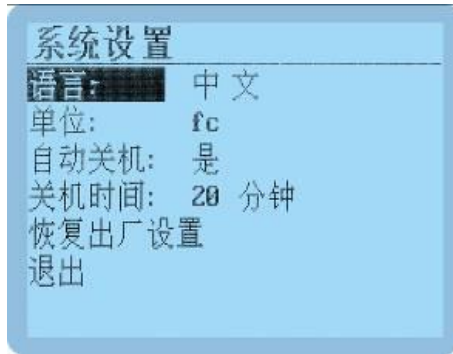 系统设置
语言: 中文
单位: fc
自动关机: 是
关机时间: 20 分钟
恢复出厂设置
退出